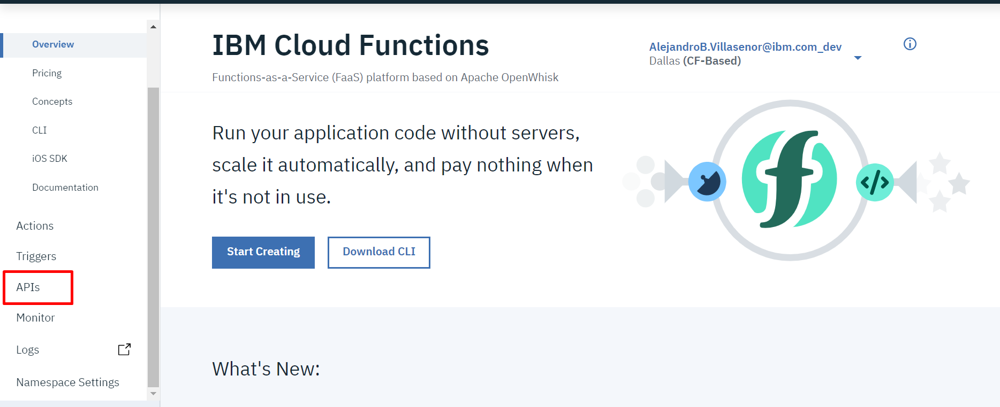 Overview
Pricing
Concepts
CLI
iOS SDK
Documentation
Actions
Triggers
APIs
Monitor
Logs
Namespace Settings
IBM Cloud Functions
Functions-as-a-Service (FaaS) platform based on Apache OpenWhisk
AlejandroB.Villasenor@ibm.com_dev
Dallas (CF-Based)
Run your application code without servers,
scale it automatically, and pay nothing when
it's not in use.
Start Creating
Download CLI
What's New: